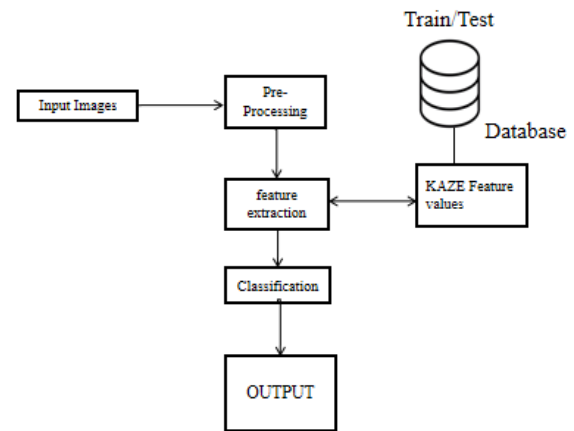 Train/Test
Input Images
Pre-
Processing
Database
feature
extraction
KAZE Feature
values
Classification
OUTPUT